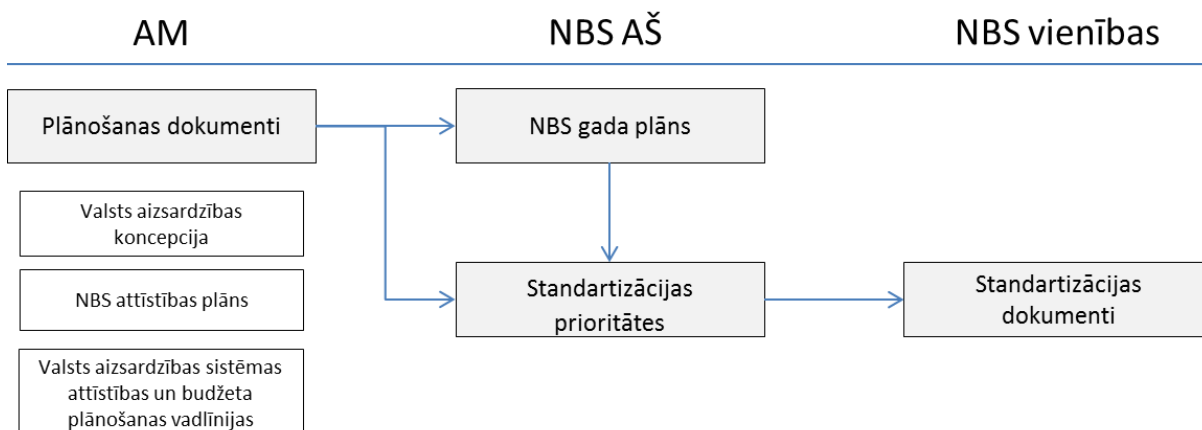 AM
NBS AŠ
NBS vienības
Plānošanas dokumenti
NBS gada plāns
Valsts aizsardzības
koncepcija
NBS attīstības plāns
Valsts aizsardzības sistēmas
attīstības un budžeta
plānošanas vadlīnijas
Standartizācijas
prioritātes
Standartizācijas
dokumenti